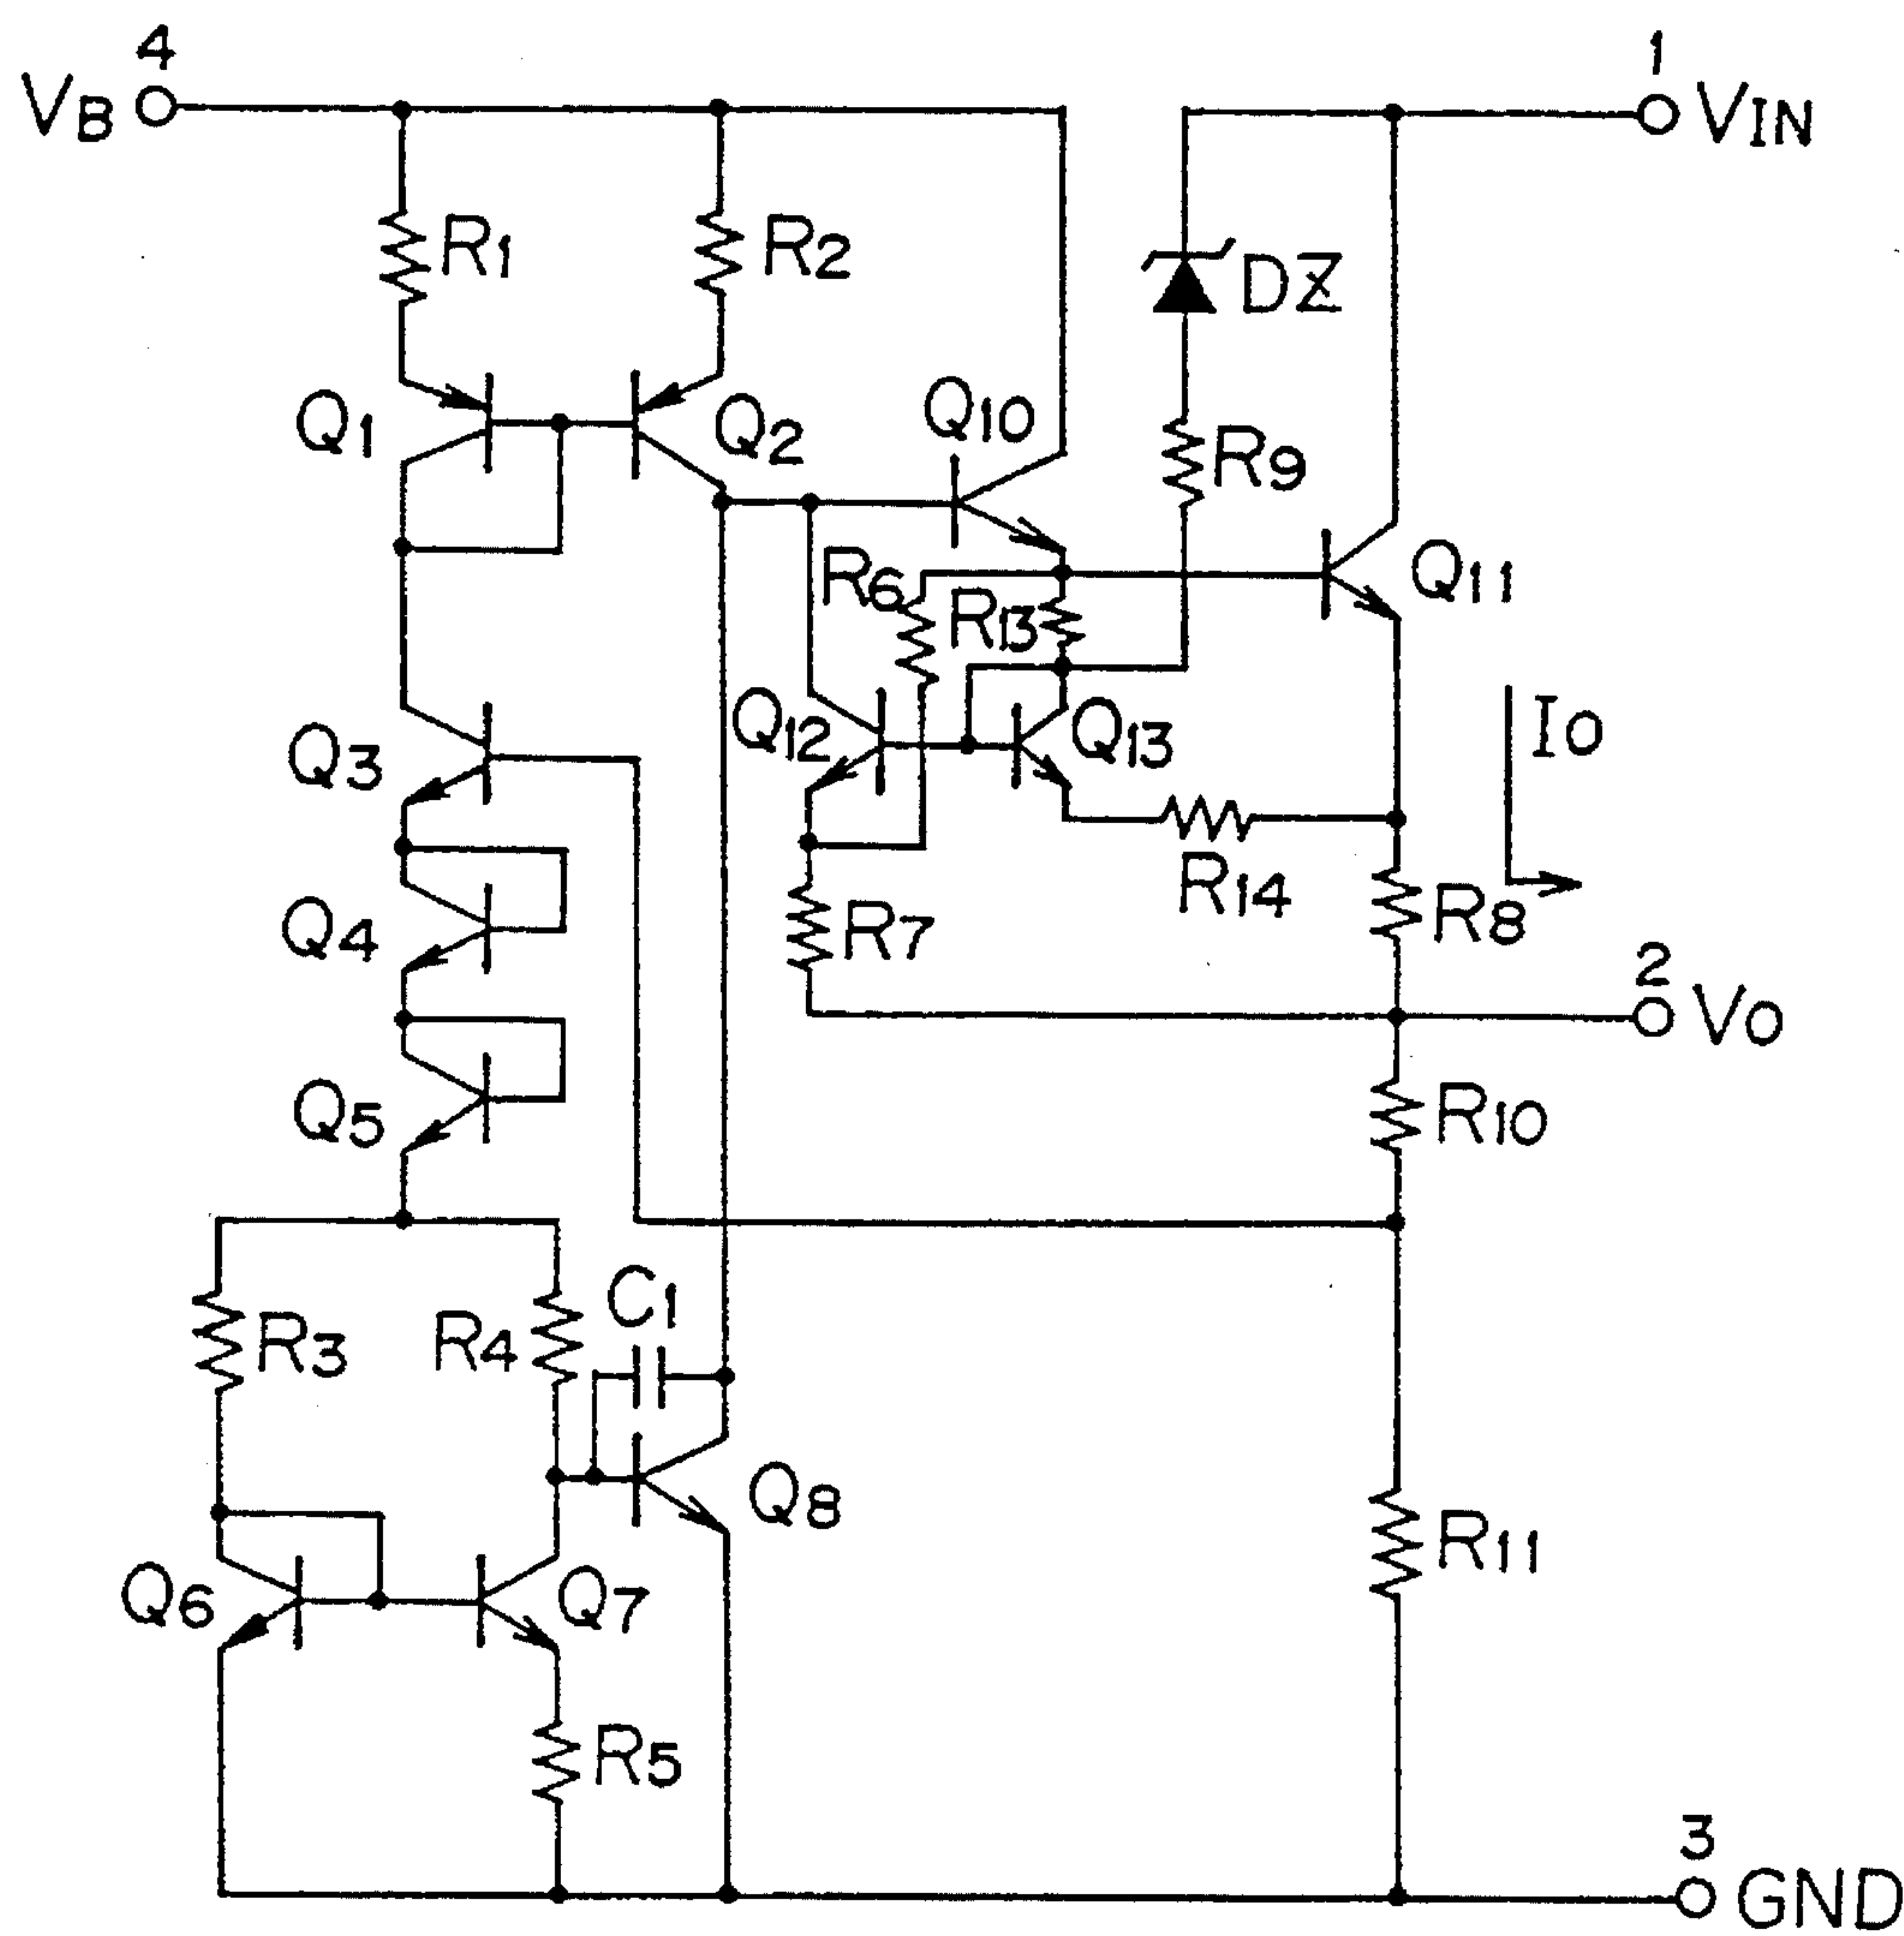 4
VB
1
VIN
R1
R2
DZ
Q1
Q2
Q10
R9
R6
R13
Q11
Q12
Q13
IO
Q3
R14
R8
Q4
R7
2
VO
Q5
R10
C1
R3
R4
Q8
R11
Q6
Q7
R5
3
GND